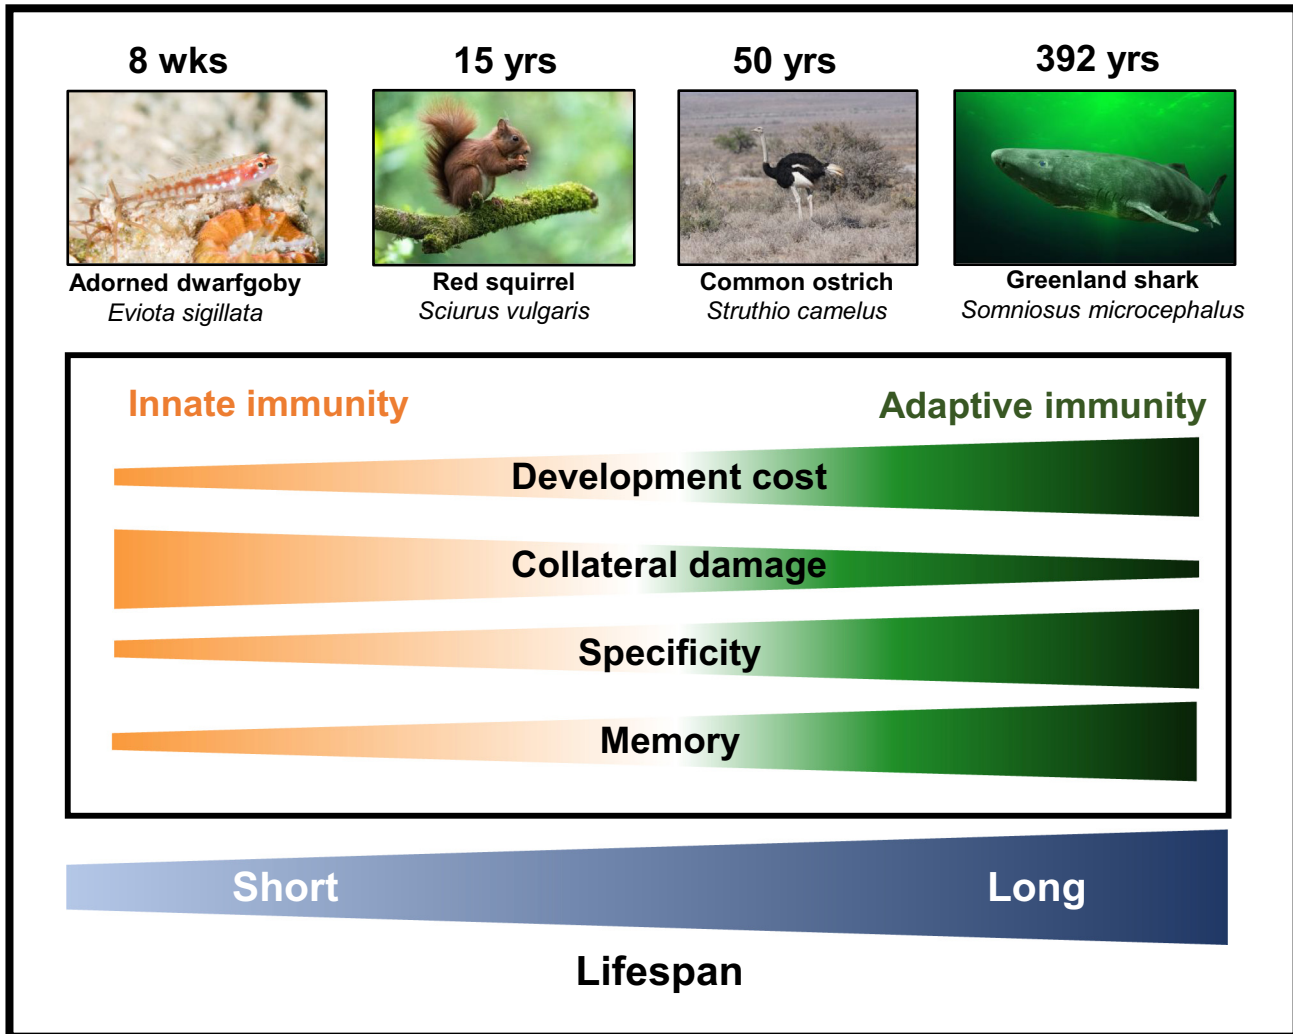 8 wks
15 yrs
50 yrs
392 yrs
Adorned dwarfgoby
Eviota sigillata
Red squirrel
Sciurus vulgaris
Common ostrich
Struthio camelus
Greenland shark
Somniosus microcephalus
Innate immunity
Adaptive immunity
Development cost
Collateral damage
Specificity
Memory
Short
Long
Lifespan